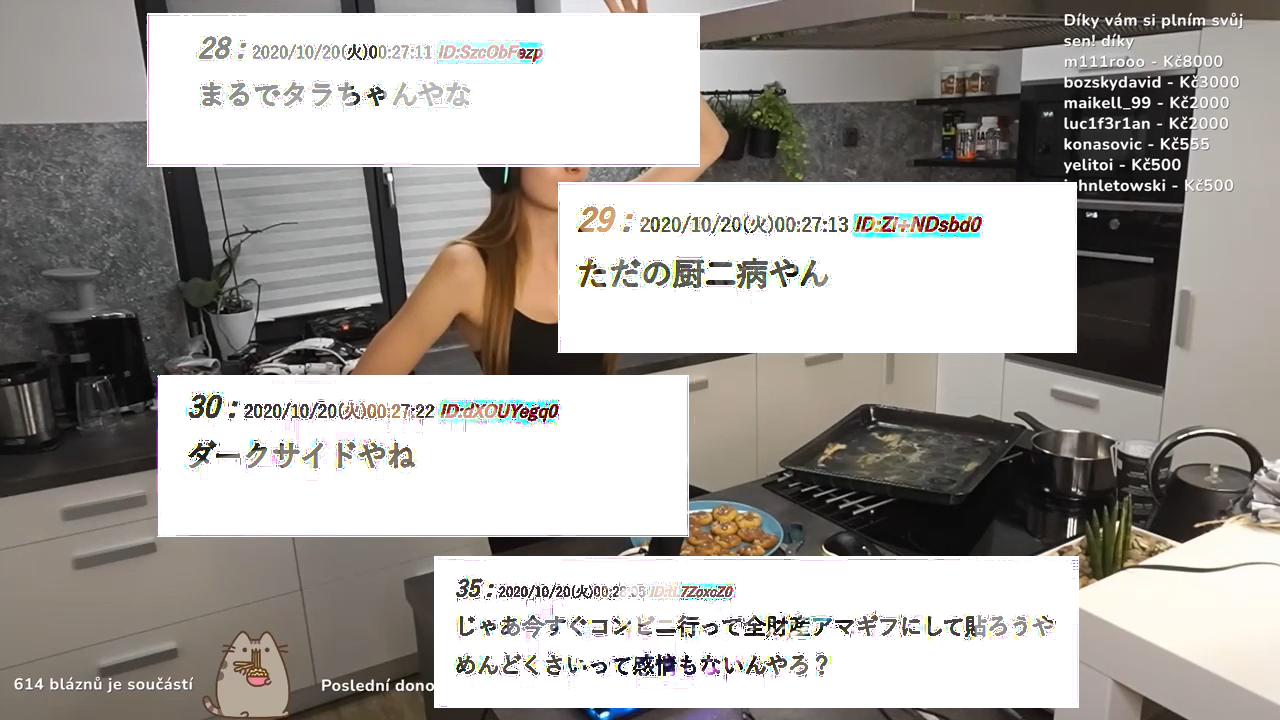 Díky vám si plním svůj
sen! díky
m111rooo - Kč8000
bozskydavid - Kč3000
maikell_99 - Kč2000
luc1f3r1an - Kč2000
konasovic - Kč555
yelitoi - Kč500
johnletowski - Kč500
28 : 2020/10/20(火)00:27:11 ID:SzcObFezp
まるでタラちゃんやな
29 : 2020/10/20(火)00:27:13 ID:Zi+NDsbd0
ただの厨二病やん
30 : 2020/10/20(火)00:27:22 ID:dXOUYegq0
ダークサイドやね
35 : 2020/10/20(火)
じゃあ今すぐコンビニ行って全財産アマギフにして貼ろうや
めんどくさいって感情もないんやろ？
614 bláznů je součástí
Poslední dono